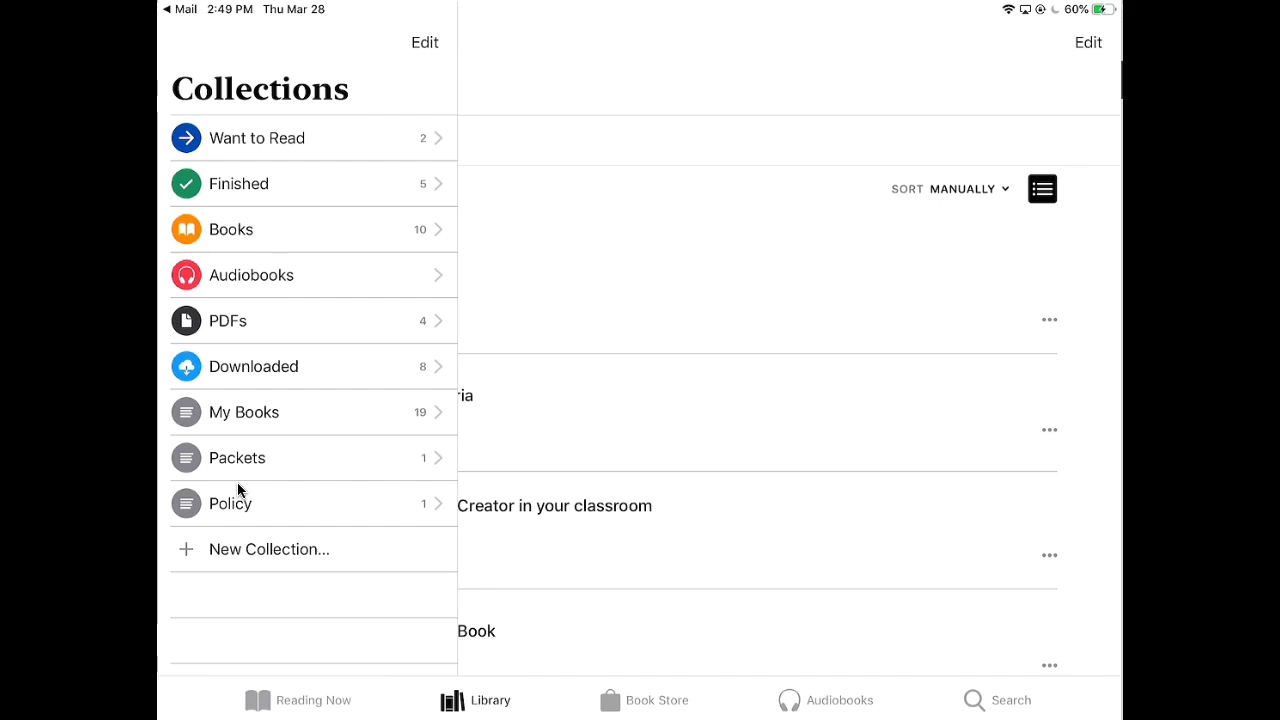 Mail 2:49 PM Thu Mar 28 60%
Edit
Edit
Collections
Want to Read 2
Finished 5
Books 10
Audiobooks
PDFs 4
Downloaded 8
My Books 19
Packets 1
Policy 1
New Collection...
SORT MANUALLY
ria
Creator in your classroom
Book
Reading Now
Library
Book Store
Audiobooks
Search